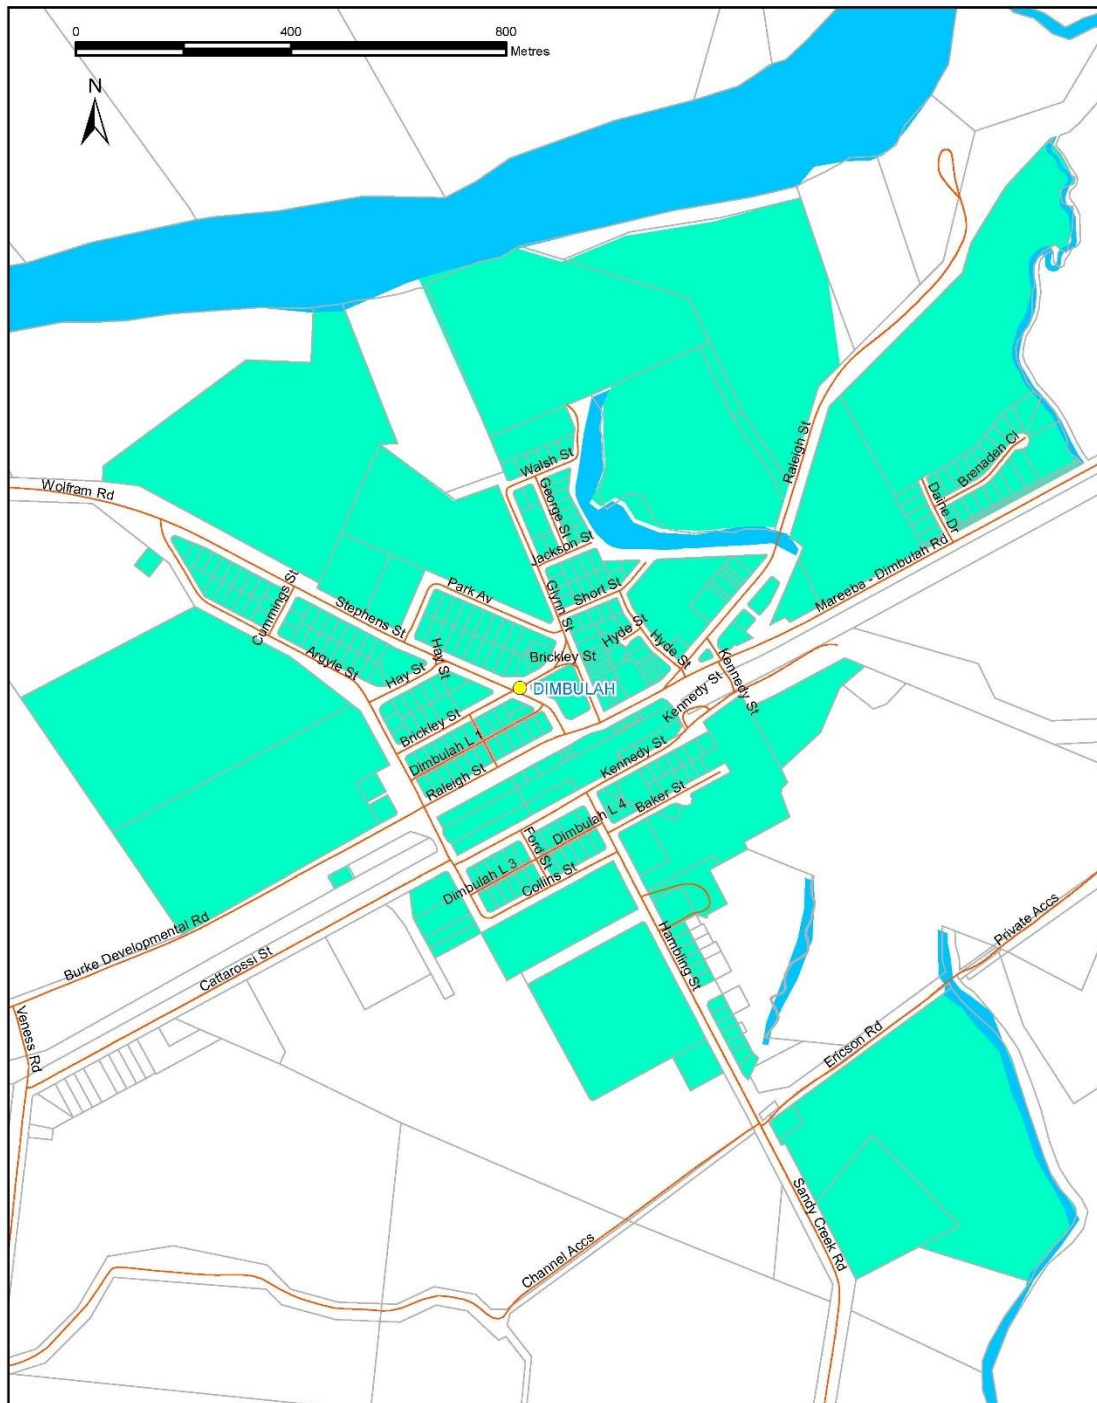 0 400 800
Metres
N
Walsh St
George St
Jackson St
Wolfram Rd
Raleigh St
Brenaden Cl
Daine Dr
Mareeba - Dimbulah Rd
Cummings St
Stephens St
Park Av
Glynn St
Short St
Hyde St
Hyde St
Argyle St
Hay St
Hay St
Brickley St
Kennedy St
DIMBULAH
Kennedy St
Brickley St
Dimbulah L 1
Raleigh St
Kennedy St
Baker St
Dimbulah L 4
Ford St
Dimbulah L 3
Collins St
Burke Developmental Rd
Cattarossi St
Hambling St
Private Accs
Veness Rd
Ericson Rd
Sandy Creek Rd
Channel Accs